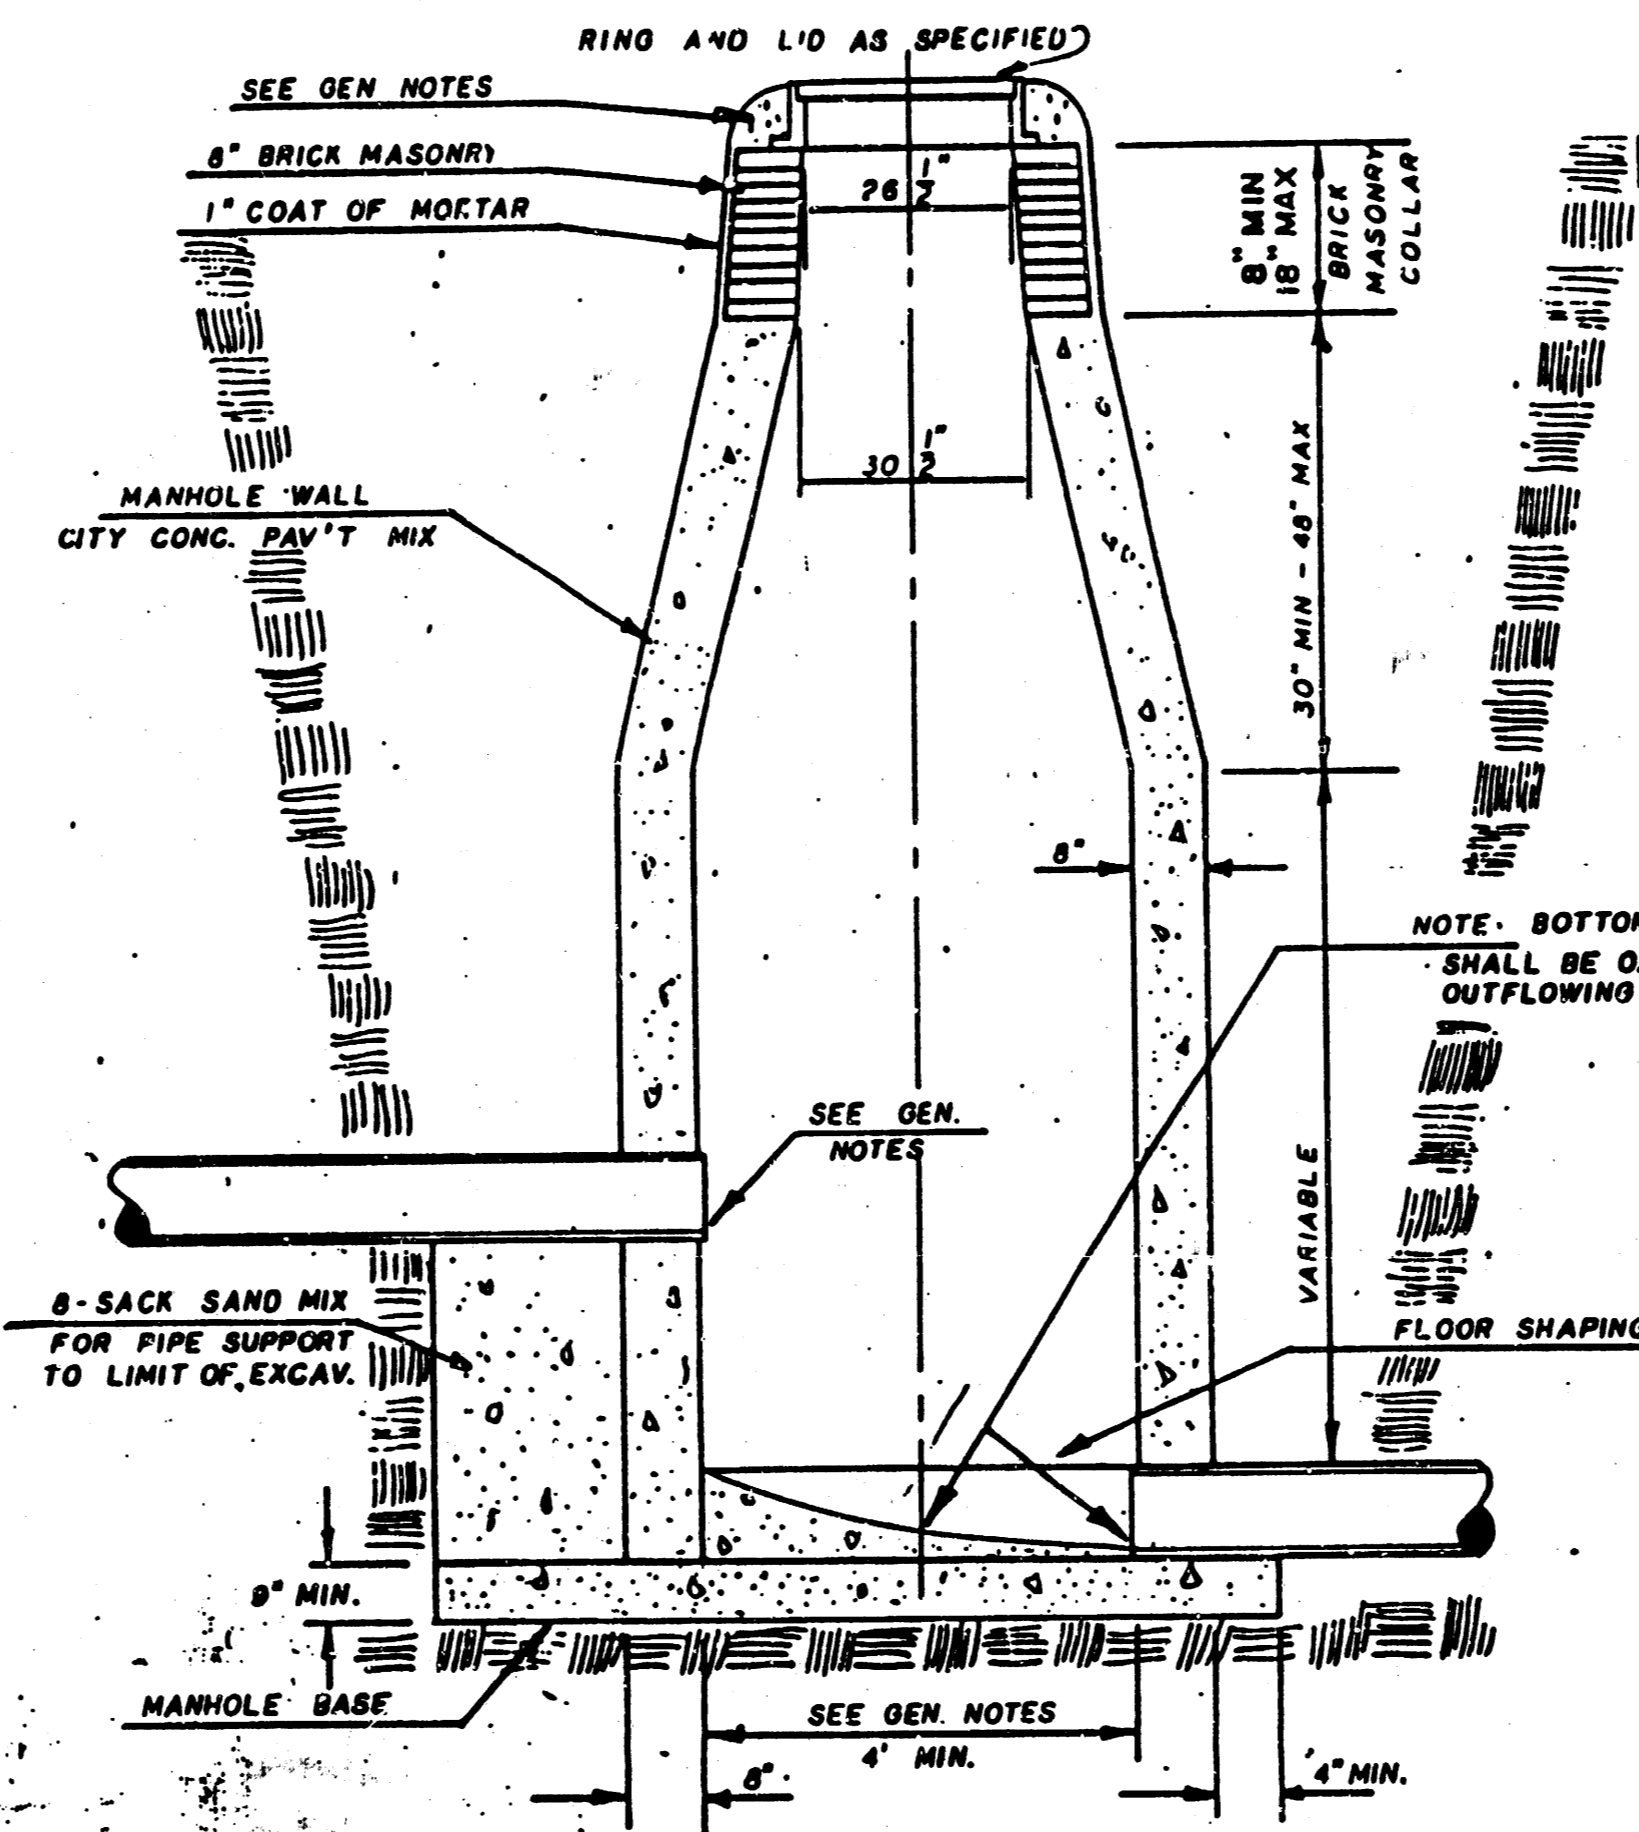 RING AND LID AS SPECIFIED
SEE GEN NOTES
8" BRICK MASONRY
1" COAT OF MORTAR
26 1/2"
8" MIN
18" MAX
BRICK
MASONRY
COLLAR
30 1/2"
MANHOLE WALL
CITY CONC. PAV'T MIX
30" MIN - 48" MAX
8"
NOTE. BOTTOM
SHALL BE
OUTFLOWING
SEE GEN.
NOTES
VARIABLE
8-SACK SAND MIX
FOR PIPE SUPPORT
TO LIMIT OF EXCAV.
FLOOR SHAPING
9" MIN.
MANHOLE BASE
SEE GEN. NOTES
4' MIN.
8"
4" MIN.